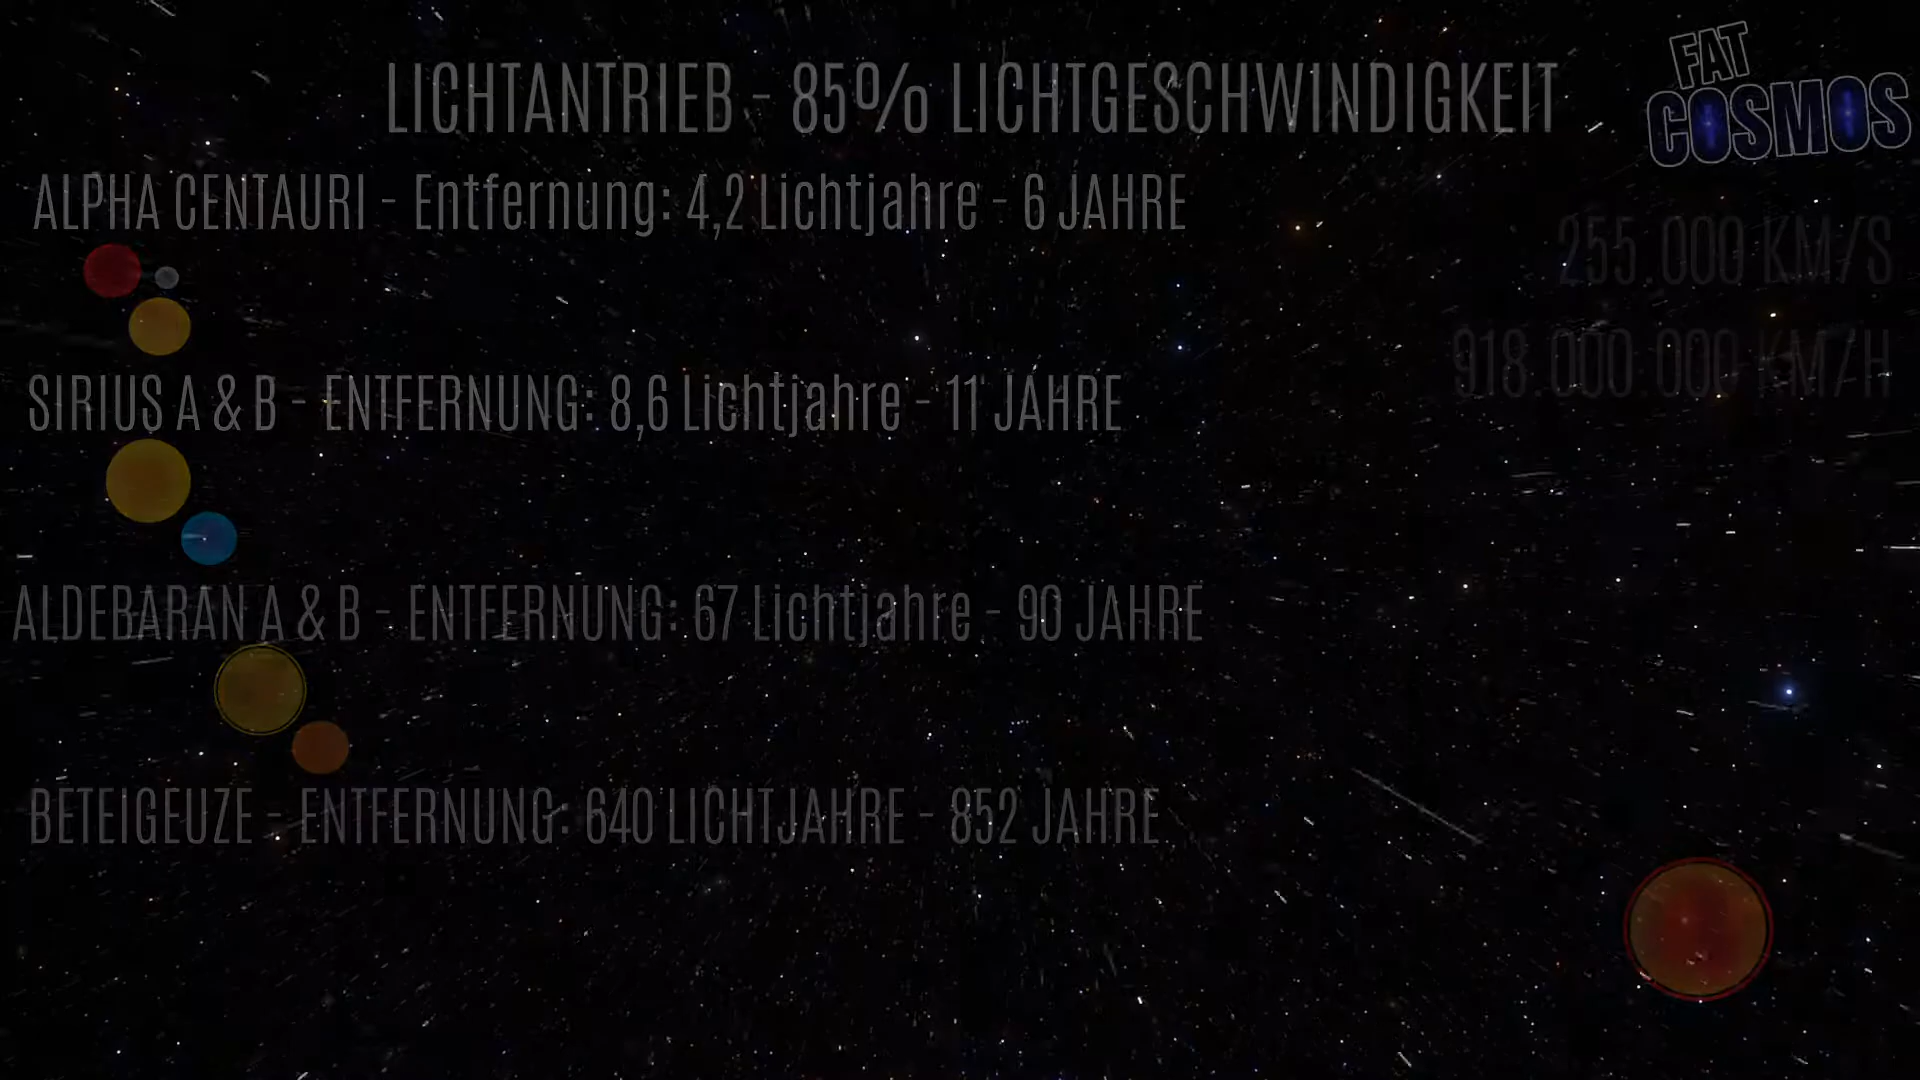 LICHTANTRIEB - 85% LICHTGESCHWINDIGKEIT
FAT
COSMOS
ALPHA CENTAURI - Entfernung: 4,2 Lichtjahre - 6 JAHRE
255.000 KM/S
918.000.000 KM/H
SIRIUS A & B - ENTFERNUNG: 8,6 Lichtjahre - 11 JAHRE
ALDEBARAN A & B - ENTFERNUNG: 67 Lichtjahre - 90 JAHRE
BETEIGEUZE - ENTFERNUNG: 640 LICHTJAHRE - 852 JAHRE